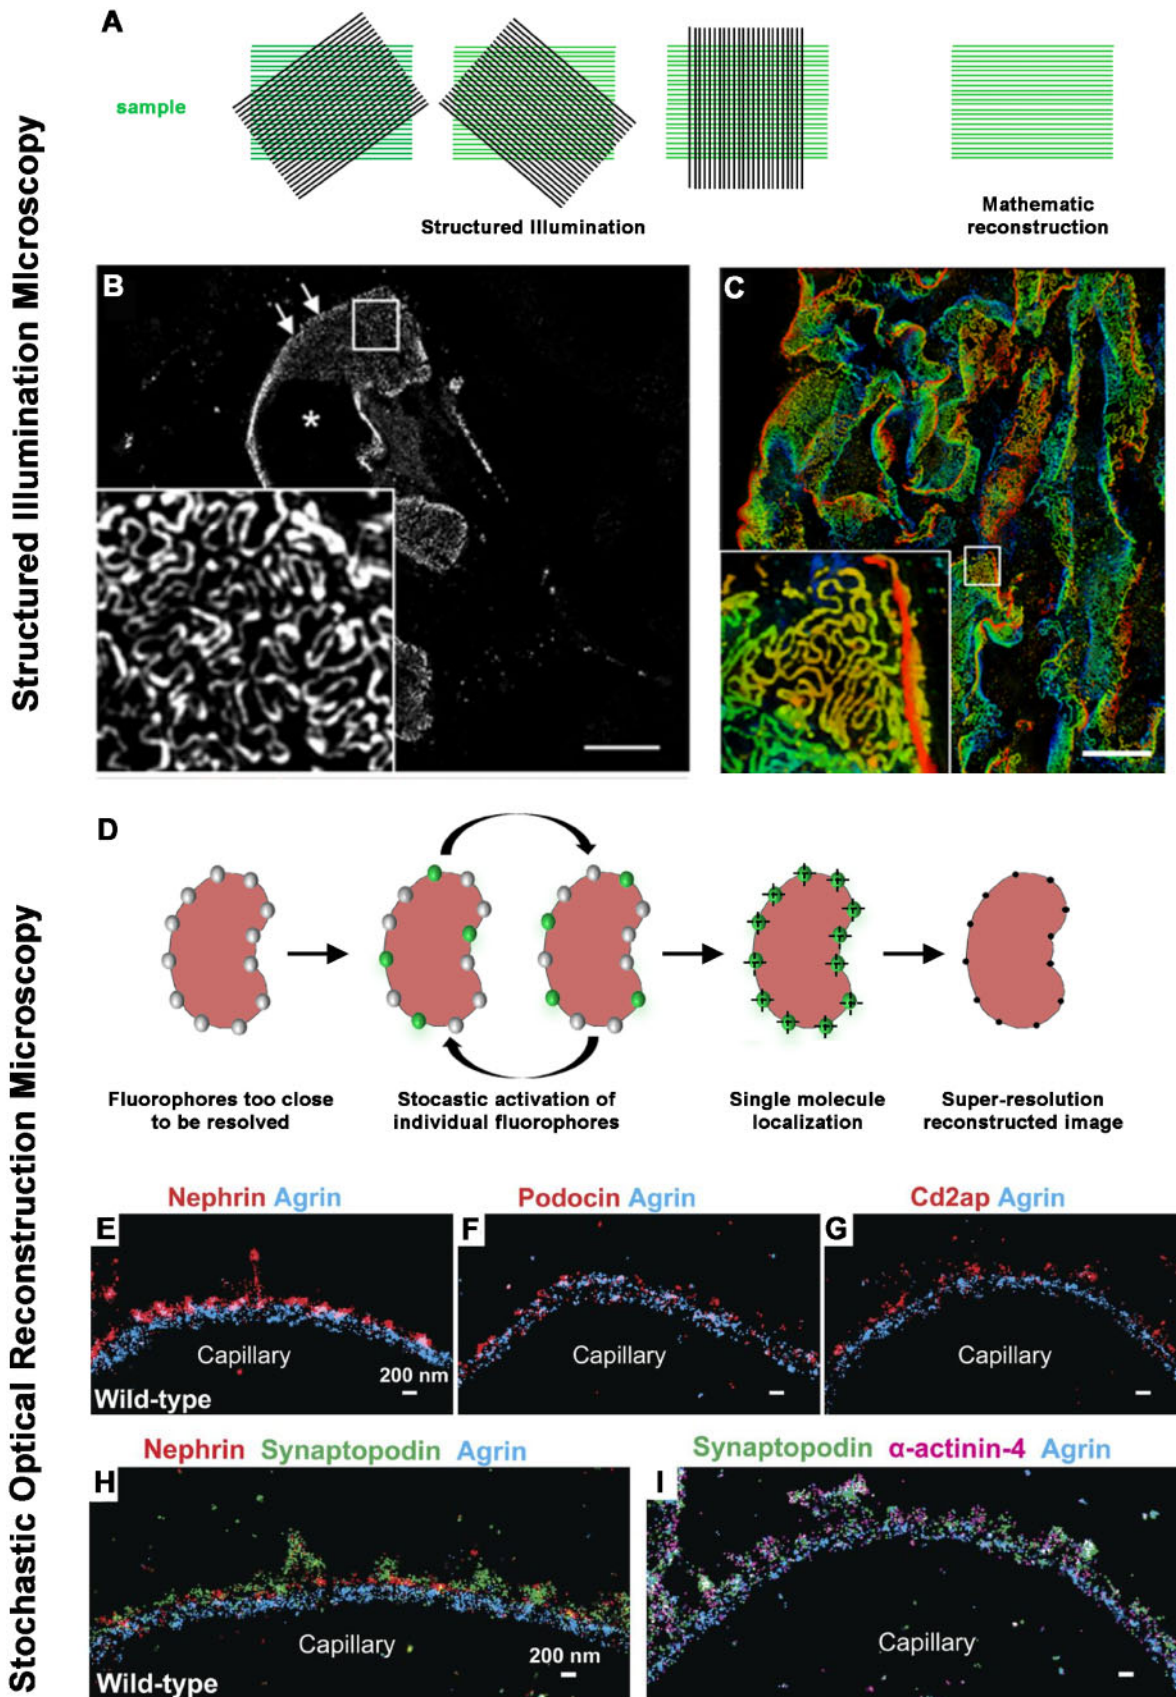 Structured Illumination MIcroscopy
A
sample
Structured Illumination
Mathematic
reconstruction
B
*
C
Stochastic Optical Reconstruction Microscopy
D
Fluorophores too close
to be resolved
Stocastic activation of
individual fluorophores
Single molecule
localization
Super-resolution
reconstructed image
Nephrin Agrin
E
Capillary
200 nm
Wild-type
Podocin Agrin
F
Capillary
Cd2ap Agrin
G
Capillary
Nephrin Synaptopodin Agrin
H
Capillary
200 nm
Wild-type
Synaptopodin α-actinin-4 Agrin
I
Capillary